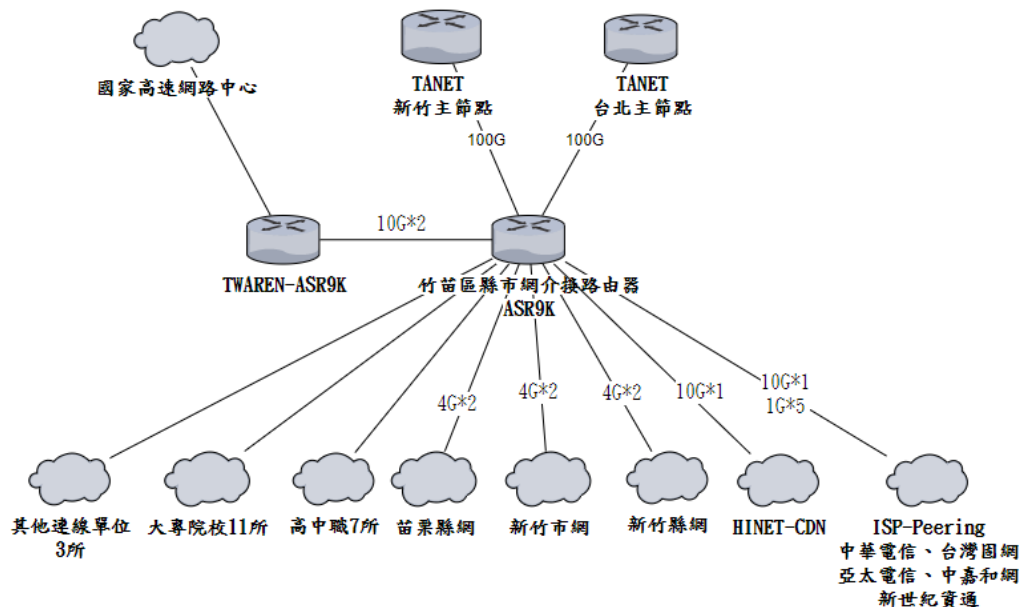 國家高速網路中心
TANET
新竹主節點
TANET
台北主節點
100G
100G
10G*2
TWAREN-ASR9K
竹苗區縣市網介接路由器
ASR9K
4G*2
4G*2
4G*2
10G*1
10G*1
1G*5
其他連線單位
3所
大專院校11所
高中職7所
苗栗縣網
新竹市網
新竹縣網
HINET-CDN
ISP-Peering
中華電信、台灣固網
亞太電信、中嘉和網
新世紀資通